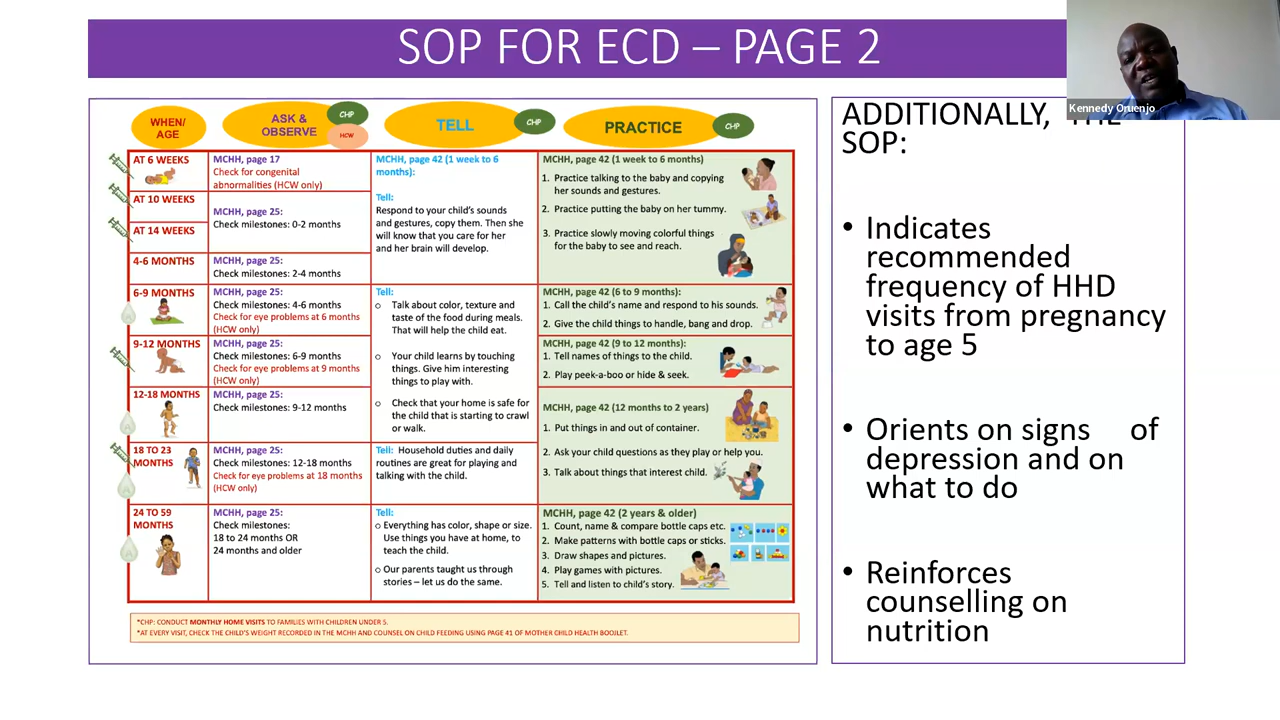 SOP FOR ECD – PAGE 2
Kennedy Oruenjo
WHEN/
AGE
ASK &
OBSERVE
CHP
HCW
TELL
CHP
PRACTICE
CHP
AT 6 WEEKS
MCHH, page 17
Check for congenital
abnormalities (HCW only)
AT 10 WEEKS
AT 14 WEEKS
MCHH, page 25:
Check milestones: 0-2 months
4-6 MONTHS
MCHH, page 25:
Check milestones: 2-4 months
MCHH, page 42 (1 week to 6
months):
Tell:
Respond to your child's sounds
and gestures, copy them. Then she
will know that you care for her
and her brain will develop.
MCHH, page 42 (1 week to 6 months)
1. Practice talking to the baby and copying
her sounds and gestures.
2. Practice putting the baby on her tummy.
3. Practice slowly moving colorful things
for the baby to see and reach.
6-9 MONTHS
MCHH, page 25:
Check milestones: 4-6 months
Check for eye problems at 6 months
(HCW only)
9-12 MONTHS
MCHH, page 25:
Check milestones: 6-9 months
Check for eye problems at 9 months
(HCW only)
12-18 MONTHS
MCHH, page 25:
Check milestones: 9-12 months
Tell:
o Talk about color, texture and
taste of the food during meals.
That will help the child eat.
o Your child learns by touching
things. Give him interesting
things to play with.
o Check that your home is safe for
the child that is starting to crawl
or walk.
MCHH, page 42 (6 to 9 months):
1. Call the child's name and respond to his sounds.
2. Give the child things to handle, bang and drop.
MCHH, page 42 (9 to 12 months):
1. Tell names of things to the child.
2. Play peek-a-boo or hide & seek.
MCHH, page 42 (12 months to 2 years)
1. Put things in and out of container.
2. Ask your child questions as they play or help you.
3. Talk about things that interest child.
18 TO 23
MONTHS
MCHH, page 25:
Check milestones: 12-18 months
Check for eye problems at 18 months
(HCW only)
Tell: Household duties and daily
routines are great for playing and
talking with the child.
24 TO 59
MONTHS
MCHH, page 25:
Check milestones:
18 to 24 months OR
24 months and older
Tell:
o Everything has color, shape or size.
Use things you have at home, to
teach the child.
o Our parents taught us through
stories – let us do the same.
MCHH, page 42 (2 years & older)
1. Count, name & compare bottle caps etc.
2. Make patterns with bottle caps or sticks.
3. Draw shapes and pictures.
4. Play games with pictures.
5. Tell and listen to child's story.
*CHP: CONDUCT MONTHLY HOME VISITS TO FAMILIES WITH CHILDREN UNDER 5.
*AT EVERY VISIT, CHECK THE CHILD'S WEIGHT RECORDED IN THE MCHH AND COUNSEL ON CHILD FEEDING USING PAGE 41 OF MOTHER CHILD HEALTH BOOJLET.
ADDITIONALLY, THE
SOP:
• Indicates
recommended
frequency of HHD
visits from pregnancy
to age 5
• Orients on signs of
depression and on
what to do
• Reinforces
counselling on
nutrition